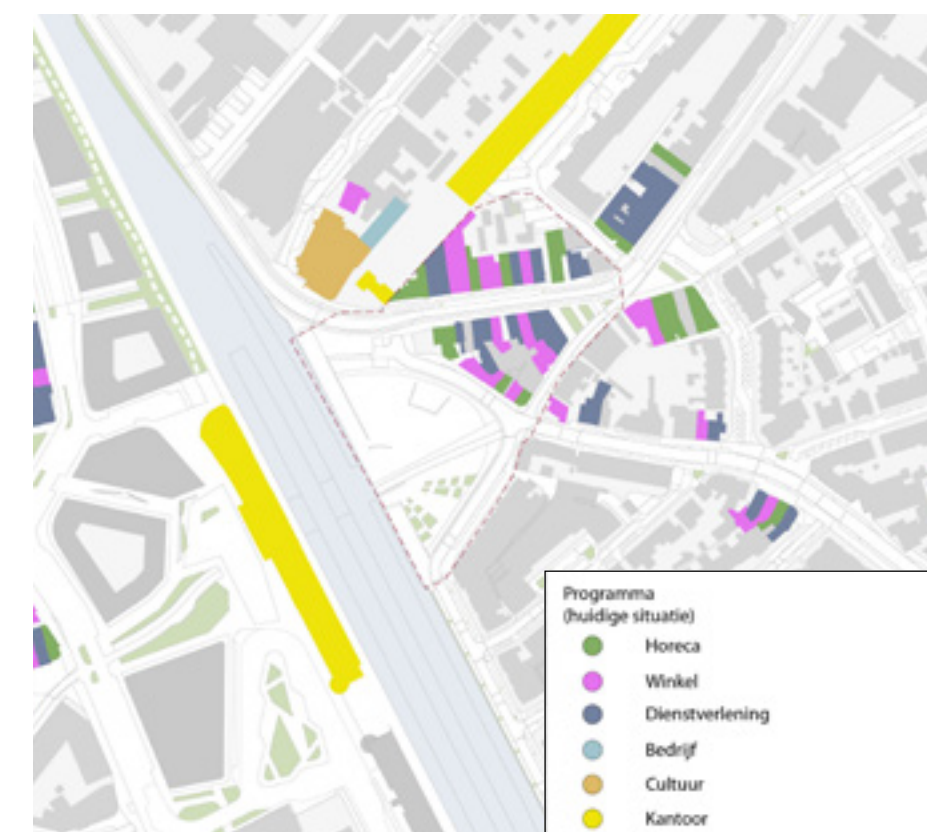 Programma
(huidige situatie)
Horeca
Winkel
Dienstverlening
Bedrijf
Cultuur
Kantoor